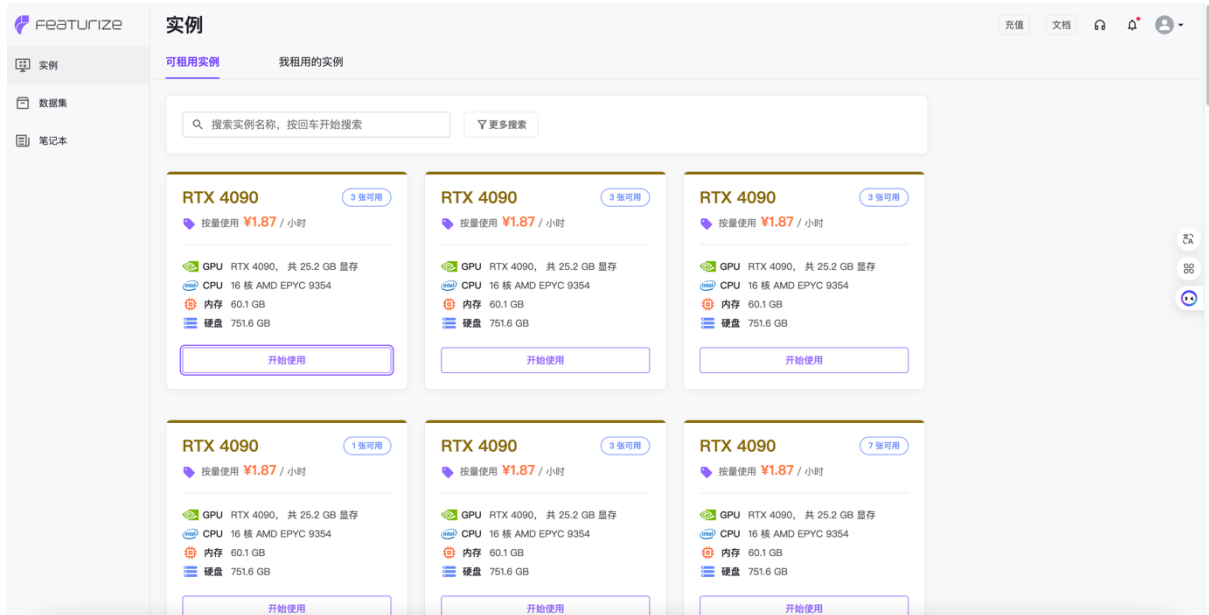 Featurize
实例
充值 文档
实例
数据集
笔记本
可租用实例 我租用的实例
搜索实例名称，按回车开始搜索 更多搜索
RTX 4090 3 张可用
按量使用 ¥1.87 / 小时
GPU RTX 4090， 共 25.2 GB 显存
intel CPU 16 核 AMD EPYC 9354
内存 60.1 GB
硬盘 751.6 GB
开始使用
RTX 4090 3 张可用
按量使用 ¥1.87 / 小时
GPU RTX 4090， 共 25.2 GB 显存
intel CPU 16 核 AMD EPYC 9354
内存 60.1 GB
硬盘 751.6 GB
开始使用
RTX 4090 3 张可用
按量使用 ¥1.87 / 小时
GPU RTX 4090， 共 25.2 GB 显存
intel CPU 16 核 AMD EPYC 9354
内存 60.1 GB
硬盘 751.6 GB
开始使用
RTX 4090 1 张可用
按量使用 ¥1.87 / 小时
GPU RTX 4090， 共 25.2 GB 显存
intel CPU 16 核 AMD EPYC 9354
内存 60.1 GB
硬盘 751.6 GB
开始使用
RTX 4090 3 张可用
按量使用 ¥1.87 / 小时
GPU RTX 4090， 共 25.2 GB 显存
intel CPU 16 核 AMD EPYC 9354
内存 60.1 GB
硬盘 751.6 GB
开始使用
RTX 4090 7 张可用
按量使用 ¥1.87 / 小时
GPU RTX 4090， 共 25.2 GB 显存
intel CPU 16 核 AMD EPYC 9354
内存 60.1 GB
硬盘 751.6 GB
开始使用